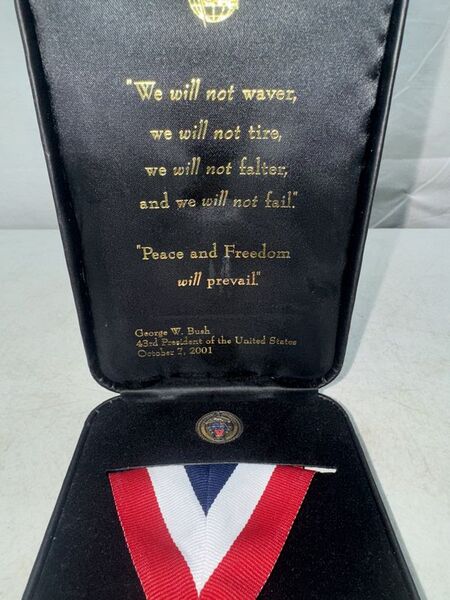 "We will not waver,
we will not tire,
we will not falter,
and we will not fail."
"Peace and Freedom
will prevail."
George W. Bush
43rd President of the United States
October 7, 2001